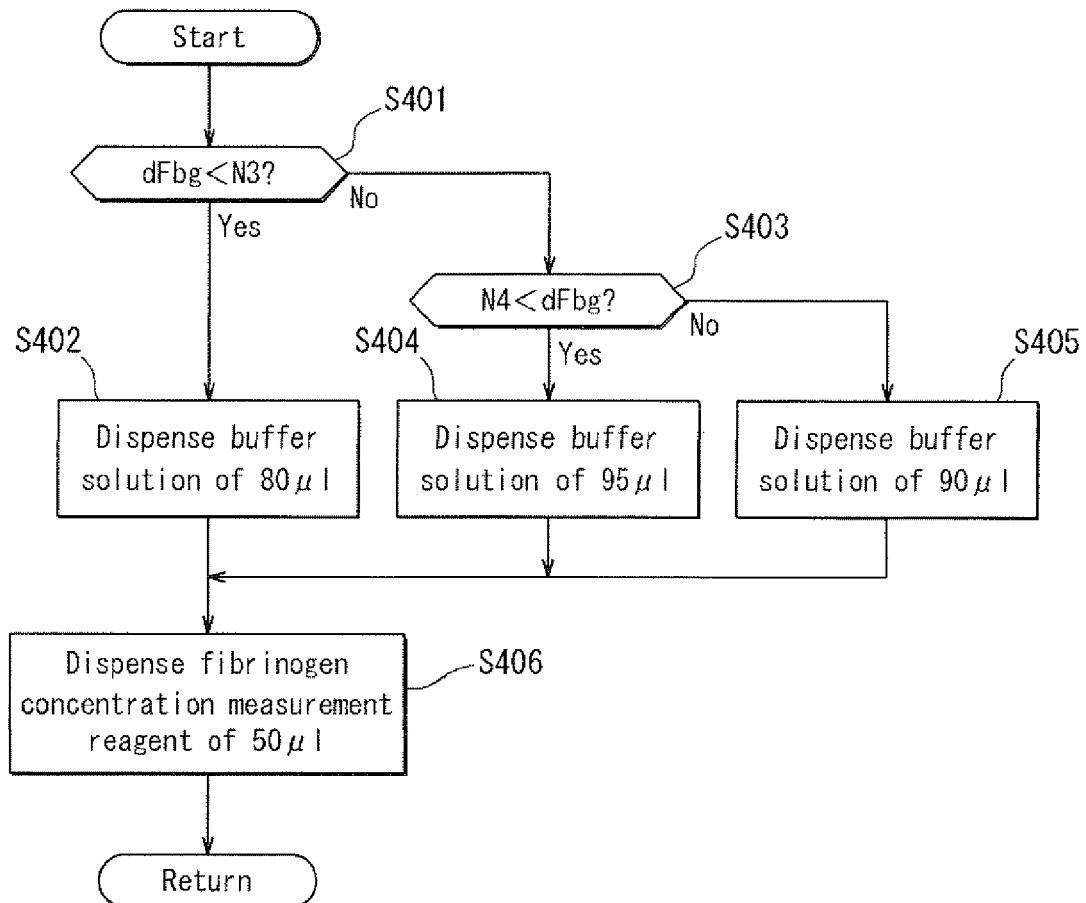 Start
S401
dFbg<N3?
No
Yes
S403
N4<dFbg?
No
Yes
S402
S404
S405
Dispense buffer
solution of 80μl
Dispense buffer
solution of 95μl
Dispense buffer
solution of 90μl
S406
Dispense fibrinogen
concentration measurement
reagent of 50μl
Return